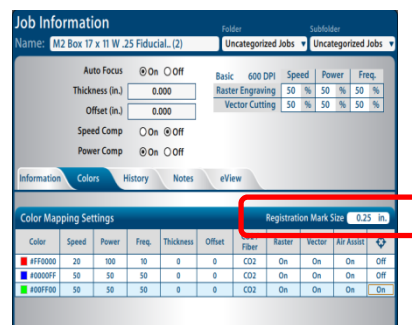 Job Information
Folder Subfolder
Name: M2 Box 17 x 11 W .25 Fiducial.. (2) Uncategorized Jobs Uncategorized Jobs
Auto Focus On Off
Basic 600 DPI Speed Power Freq.
Thickness (in.) 0.000 Raster Engraving 50 % 50 % 50 %
Offset (in.) 0.000 Vector Cutting 50 % 50 % 50 %
Speed Comp On Off
Power Comp On Off
Information Colors History Notes eView
Color Mapping Settings Registration Mark Size 0.25 in.
Color Speed Power Freq. Thickness Offset Fiber Raster Vector Air Assist
#FF0000 20 100 10 0 0 CO2 On On On Off
#0000FF 50 50 50 0 0 CO2 On On On Off
#00FF00 50 50 50 0 0 CO2 On On On On